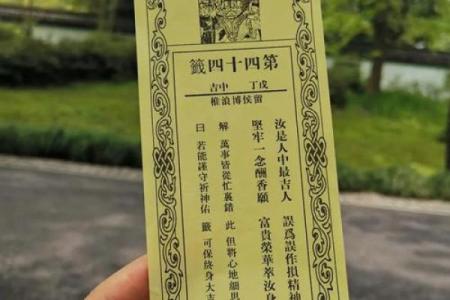 第四十四籤
戊丁 中吉
留侯博浪椎
汝是人中最吉人 誤爲誤作損精神
堅牢一念酬香願 富貴榮華萃汝身
解 萬事皆從忙裏錯 此 但將心地細思
曰 若能謹守祈神佑 籤 可保終身大吉